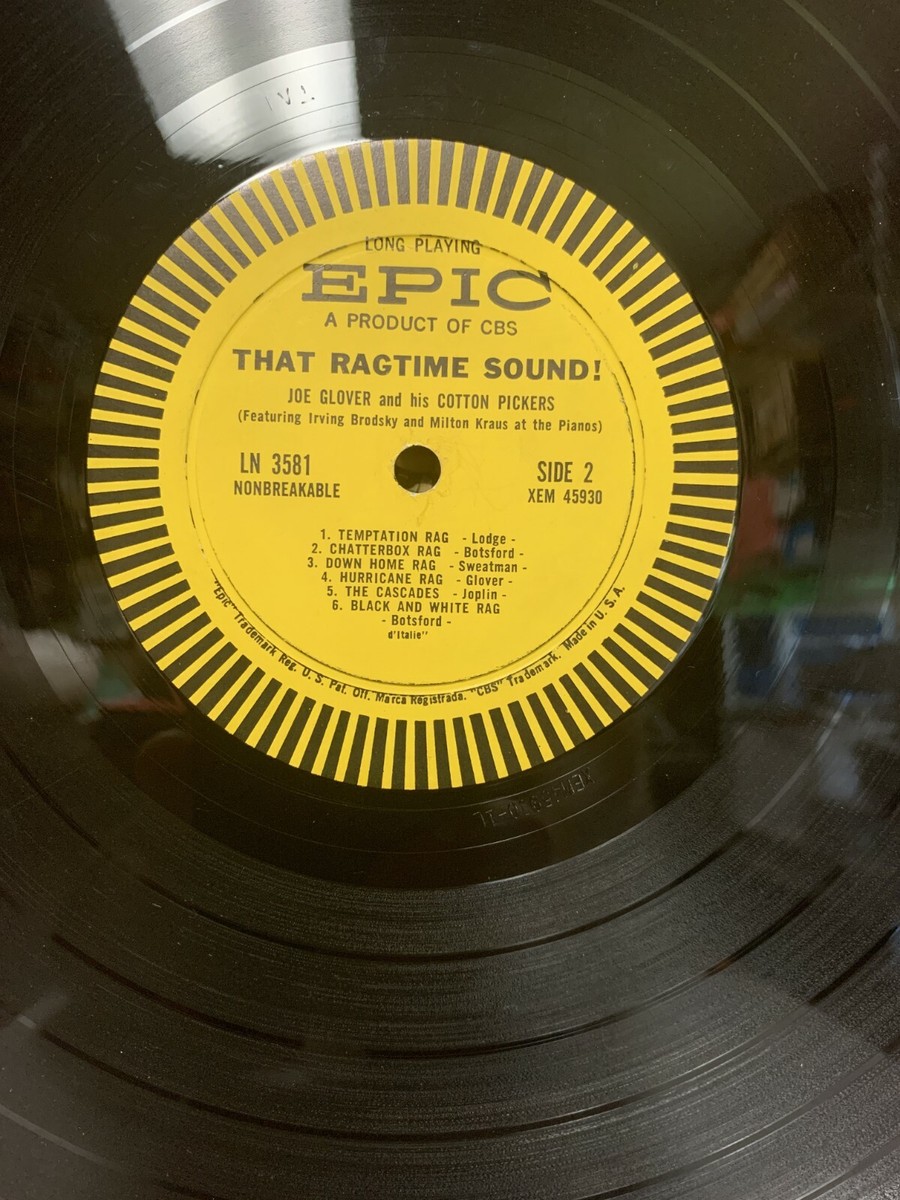 LONG PLAYING
EPIC
A PRODUCT OF CBS
THAT RAGTIME SOUND!
JOE GLOVER and his COTTON PICKERS
(Featuring Irving Brodsky and Milton Kraus at the Pianos)
LN 3581
NONBREAKABLE
SIDE 2
XEM 45930
1. TEMPTATION RAG - Lodge -
2. CHATTERBOX RAG - Botsford -
3. DOWN HOME RAG - Sweatman -
4. HURRICANE RAG - Glover -
5. THE CASCADES - Joplin -
6. BLACK AND WHITE RAG
- Botsford -
d'Italie"
"Epic" Trademark Reg. U. S. Pat. Off. Marca Registrada. "CBS" Trademark. Made in U. S. A.